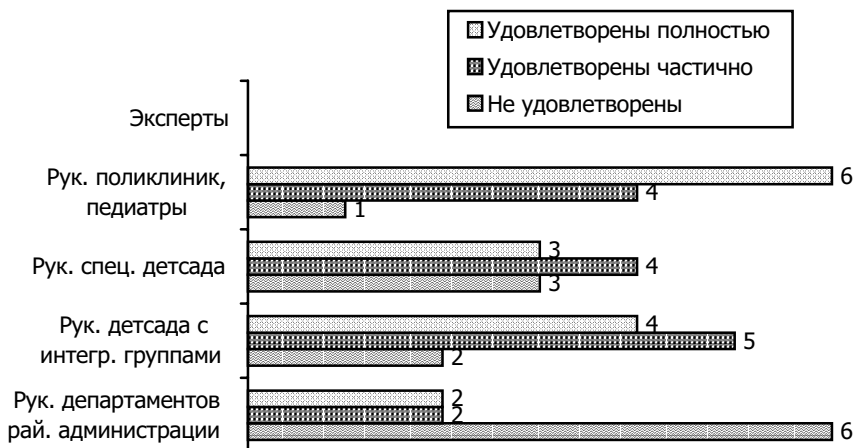 Удовлетворены полностью
Удовлетворены частично
Не удовлетворены
Эксперты
Рук. поликлиник,
педиатры
6
4
1
Рук. спец. детсада
3
4
3
Рук. детсада с
интегр. группами
4
5
2
Рук. департаментов
рай. администрации
2
2
6